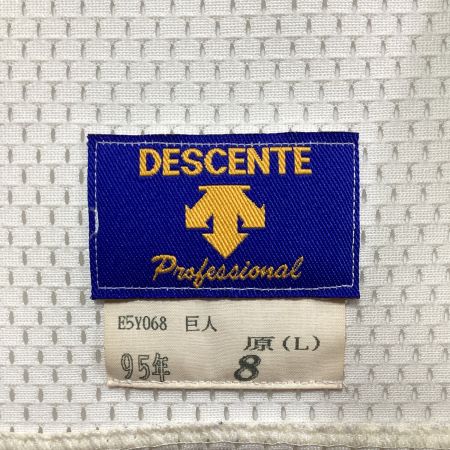 DESCENTE
Professional
E5Y068 巨人
原(L)
95年 8